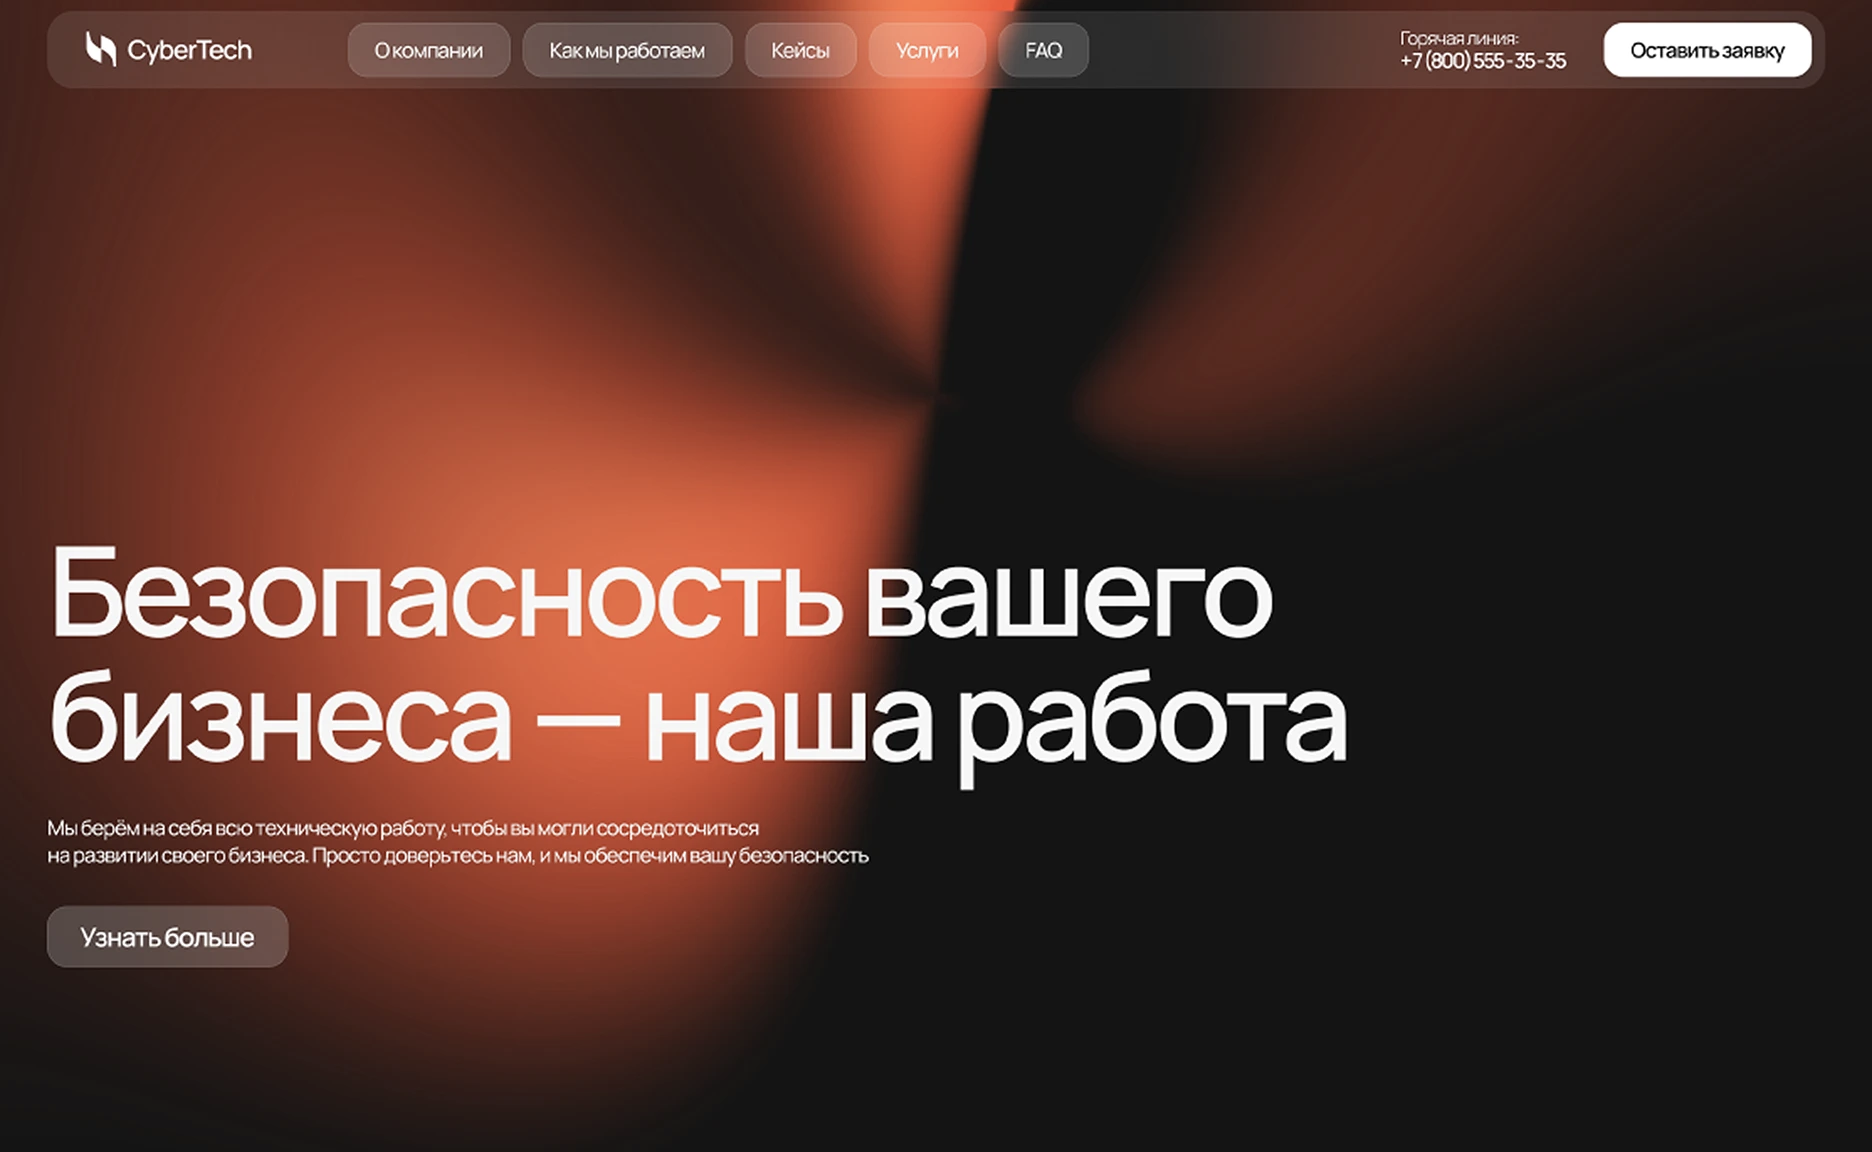 CyberTech
О компании
Как мы работаем
Кейсы
Услуги
FAQ
Горячая линия:
+7 (800) 555-35-35
Оставить заявку
Безопасность вашего
бизнеса — наша работа
Мы берём на себя всю техническую работу, чтобы вы могли сосредоточиться
на развитии своего бизнеса. Просто доверьтесь нам, и мы обеспечим вашу безопасность
Узнать больше